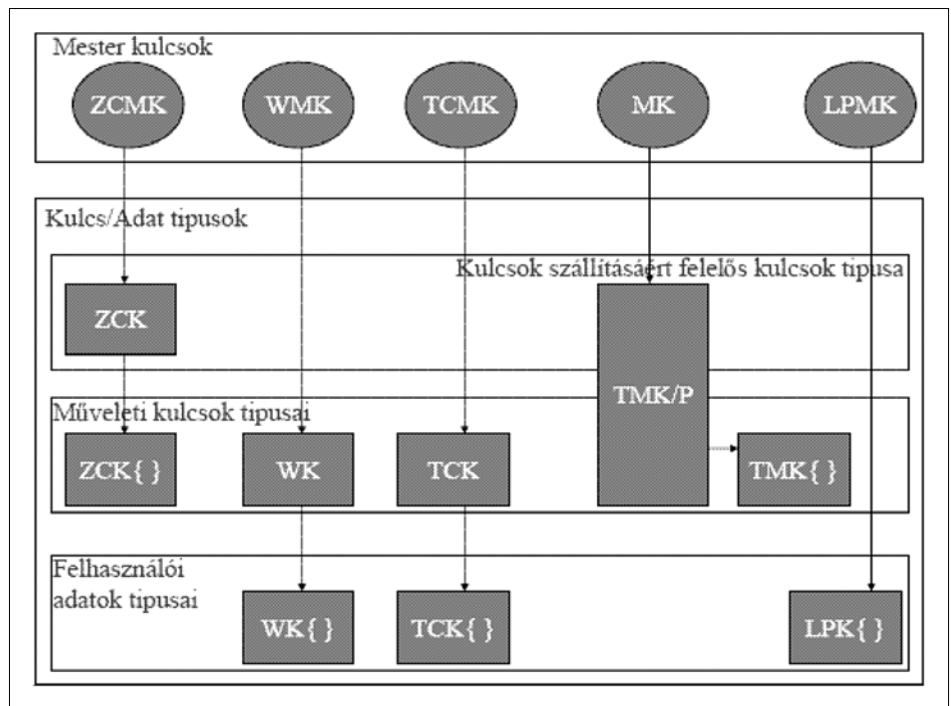 Mester kulcsok
ZCMK WMK TCMK MK LPMK
Kulcs/Adat tipusok
Kulcsok szállításáért felelős kulcsok tipusa
ZCK
TMK/P
Műveleti kulcsok tipusai
ZCK{ } WK TCK TMK{ }
Felhasználói
adatok tipusai
WK{ } TCK{ } LPK{ }